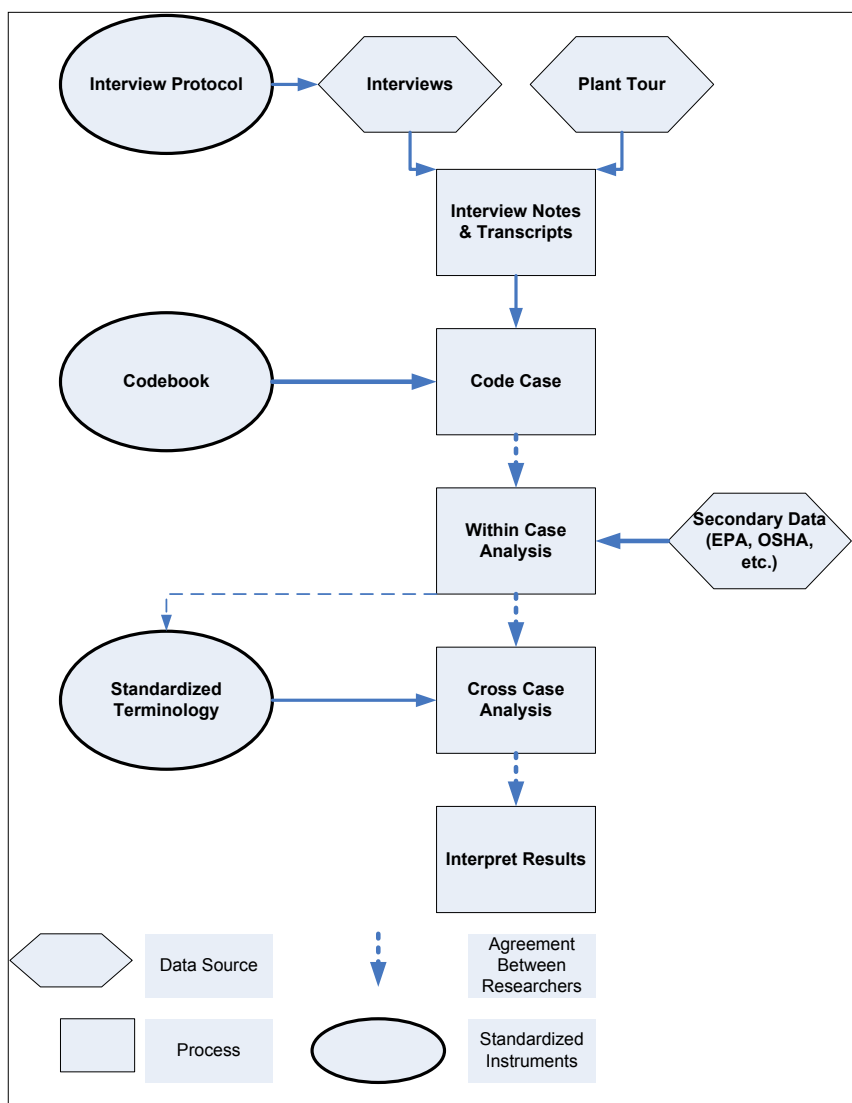 Interview Protocol
Interviews
Plant Tour
Interview Notes
& Transcripts
Codebook
Code Case
Within Case
Analysis
Secondary Data
(EPA, OSHA,
etc.)
Standardized
Terminology
Cross Case
Analysis
Interpret Results
Data Source
Agreement
Between
Researchers
Process
Standardized
Instruments